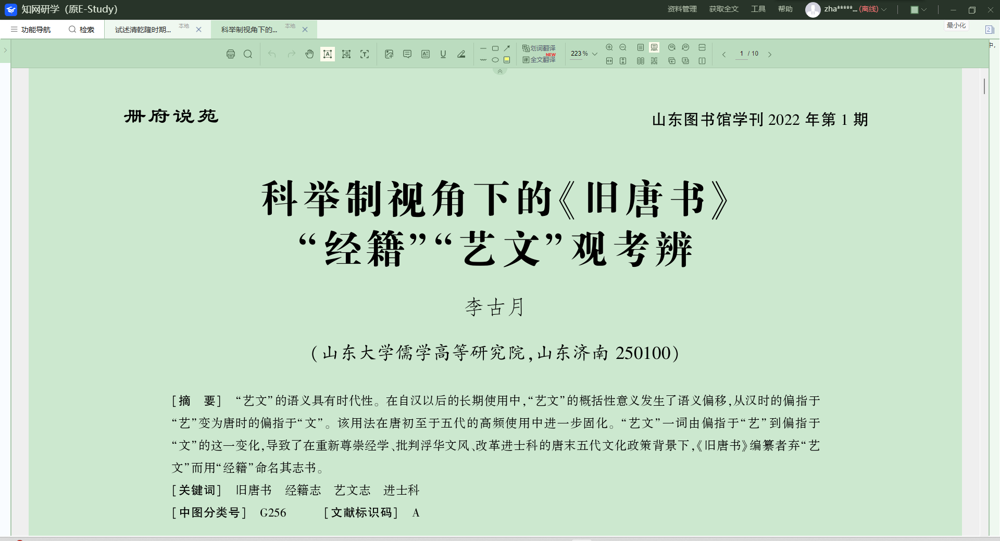 知网研学（原E-Study）
资料管理 获取全文 工具 帮助 zha*****... (离线)
功能导航 检索 试述清乾隆时期... 本地 科举制视角下的... 本地 最小化 2
划词翻译
全文翻译 NEW
223 % 1 / 10
册府说苑 山东图书馆学刊 2022 年第 1 期
科举制视角下的《旧唐书》
“经籍”“艺文”观考辨
李古月
（山东大学儒学高等研究院,山东济南 250100）
[摘 要] “艺文”的语义具有时代性。在自汉以后的长期使用中,“艺文”的概括性意义发生了语义偏移,从汉时的偏指于
“艺”变为唐时的偏指于“文”。该用法在唐初至于五代的高频使用中进一步固化。“艺文”一词由偏指于“艺”到偏指于
“文”的这一变化,导致了在重新尊崇经学、批判浮华文风、改革进士科的唐末五代文化政策背景下,《旧唐书》编纂者弃“艺
文”而用“经籍”命名其志书。
[关键词] 旧唐书 经籍志 艺文志 进士科
[中图分类号] G256 [文献标识码] A